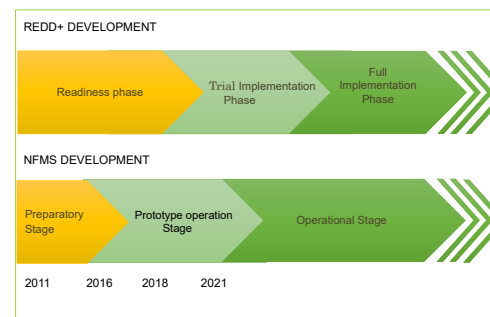 REDD+ DEVELOPMENT
Readiness phase
Trial Implementation
Phase
Full
Implementation
Phase
NFMS DEVELOPMENT
Preparatory
Stage
Prototype operation
Stage
Operational Stage
2011 2016 2018 2021